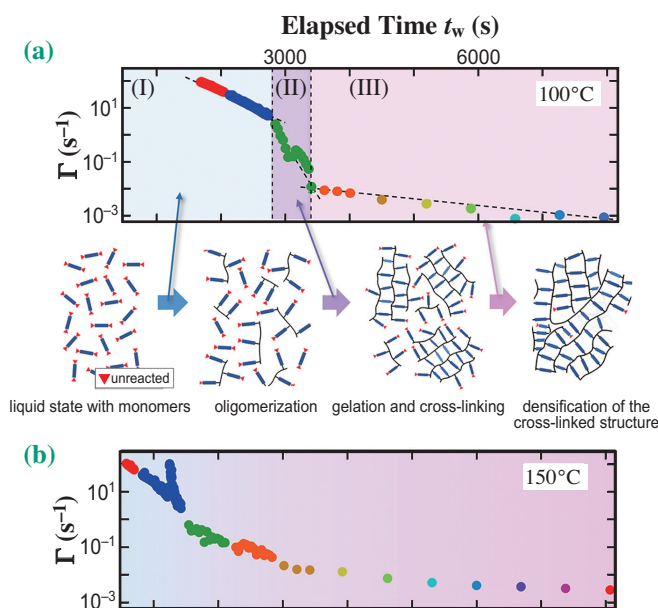 Elapsed Time t_w (s)
(a)
3000 6000
(I) (II) (III) 100°C
10¹
10⁻¹
10⁻³
Γ (s⁻¹)
▼unreacted
liquid state with monomers
oligomerization
gelation and cross-linking
densification of the
cross-linked structure
(b)
150°C
10¹
10⁻¹
10⁻³
Γ (s⁻¹)